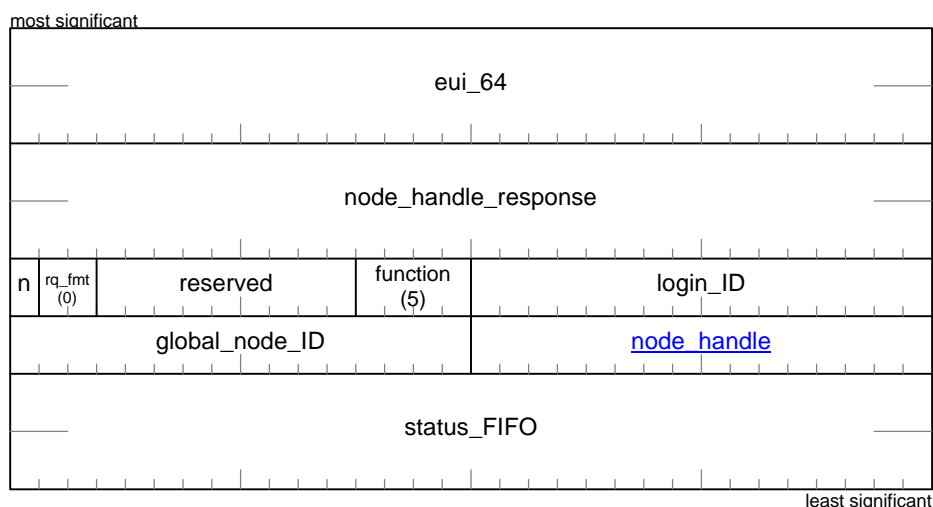 most significant
eui_64
node_handle_response
n rq_fmt (0) reserved function (5) login_ID
global_node_ID node_handle
status_FIFO
least significant